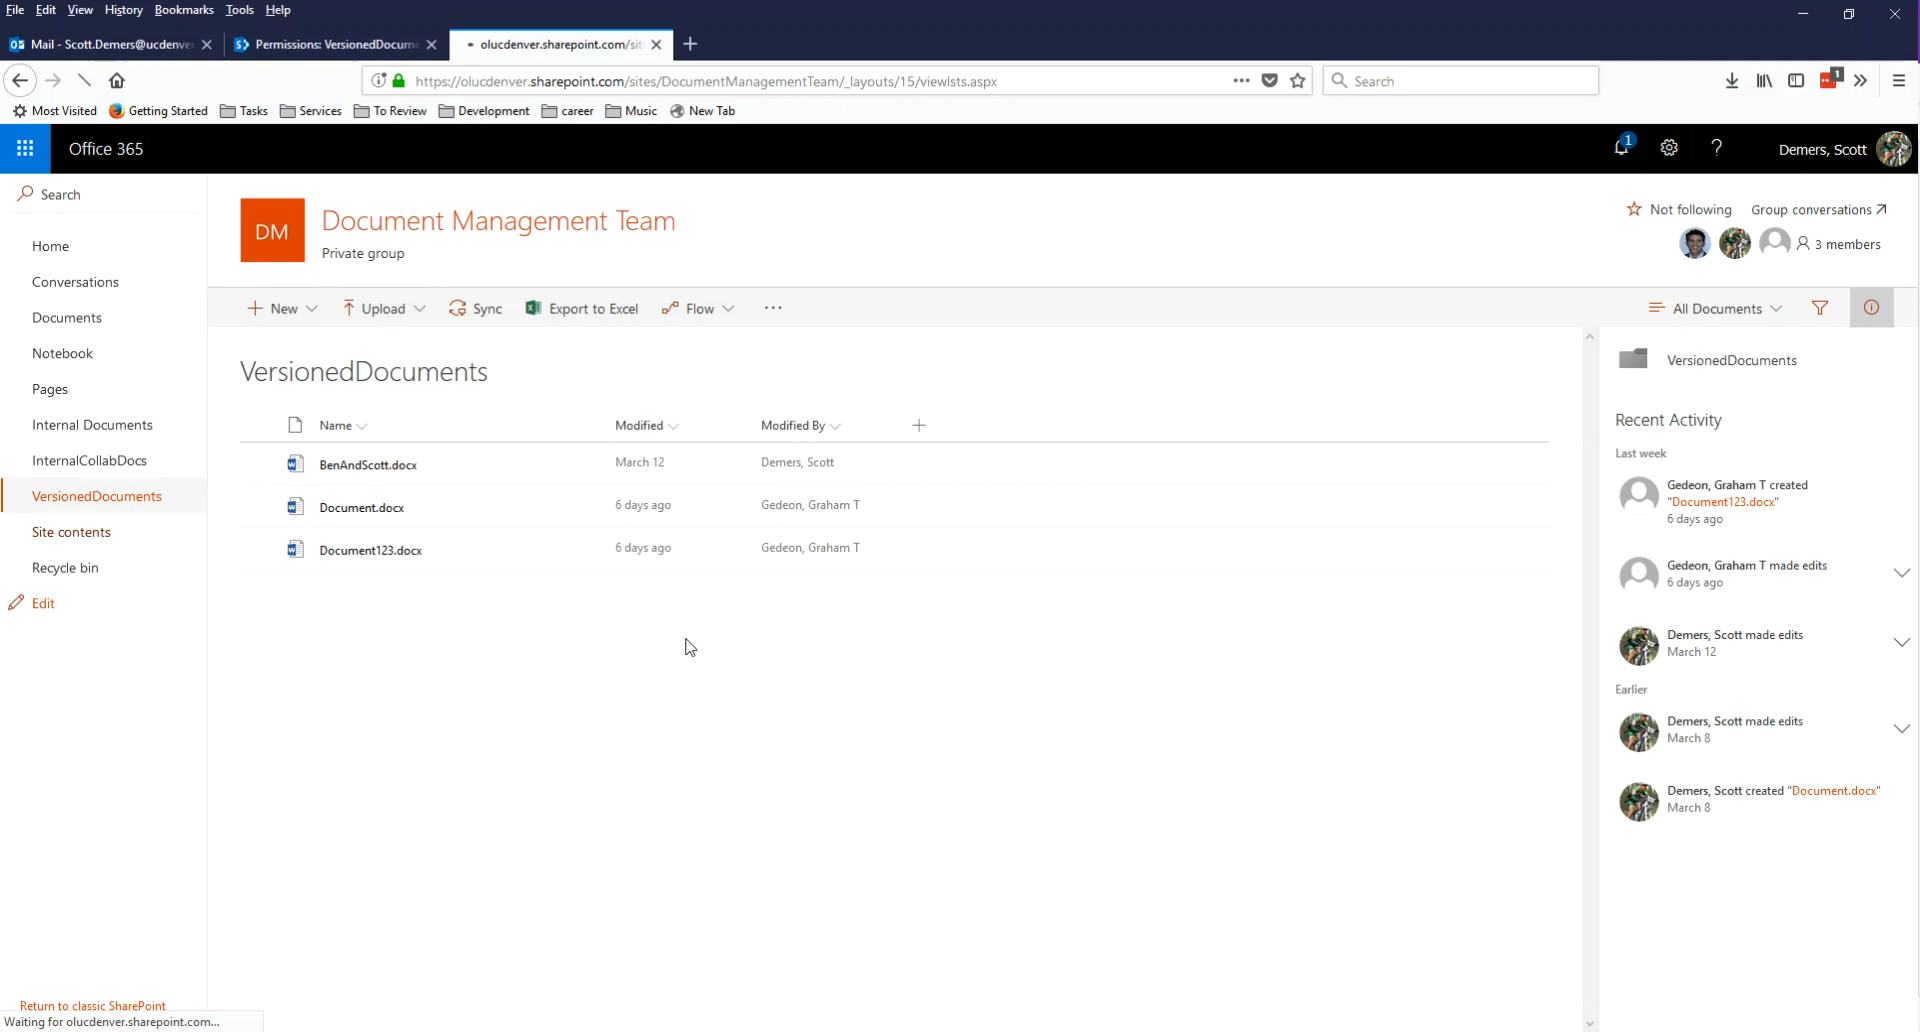 File Edit View History Bookmarks Tools Help
Mail - Scott.Demers@ucdenve
Permissions: VersionedDocum
olucdenver.sharepoint.com/sit
https://olucdenver.sharepoint.com/sites/DocumentManagementTeam/_layouts/15/viewlsts.aspx
Search
1
Most Visited Getting Started Tasks Services To Review Development career Music New Tab
Office 365
1
Demers, Scott
Search
Home
Conversations
Documents
Notebook
Pages
Internal Documents
InternalCollabDocs
VersionedDocuments
Site contents
Recycle bin
Edit
Return to classic SharePoint
Waiting for olucdenver.sharepoint.com...
DM
Document Management Team
Private group
Not following Group conversations
3 members
New Upload Sync Export to Excel Flow ···
All Documents
VersionedDocuments
Name Modified Modified By
BenAndScott.docx March 12 Demers, Scott
Document.docx 6 days ago Gedeon, Graham T
Document123.docx 6 days ago Gedeon, Graham T
VersionedDocuments
Recent Activity
Last week
Gedeon, Graham T created
"Document123.docx"
6 days ago
Gedeon, Graham T made edits
6 days ago
Demers, Scott made edits
March 12
Earlier
Demers, Scott made edits
March 8
Demers, Scott created "Document.docx"
March 8